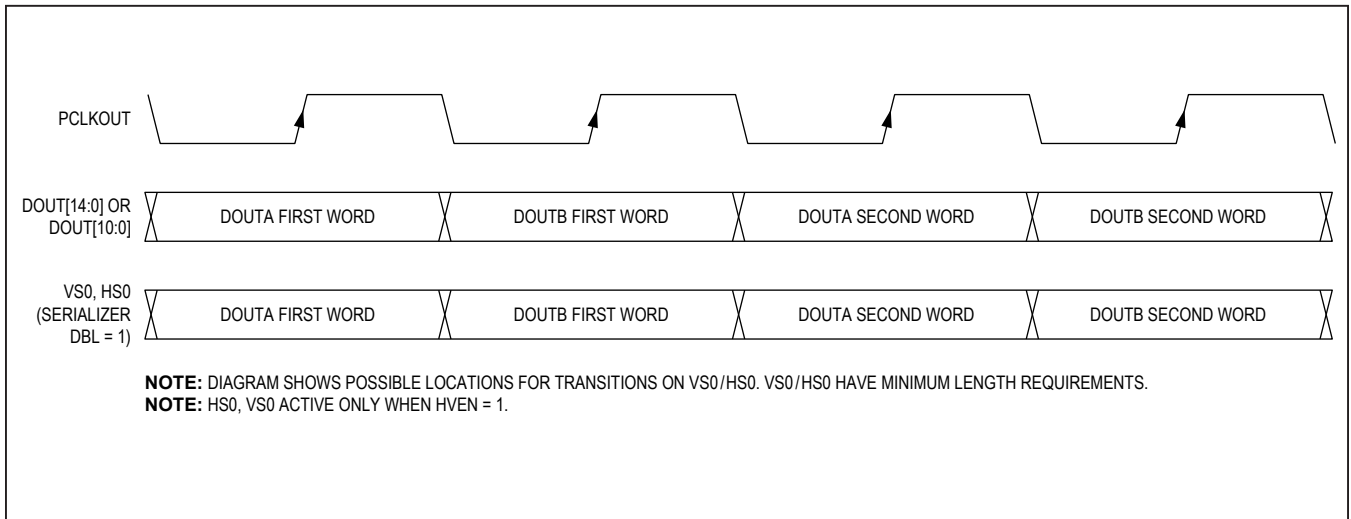 PCLKOUT
DOUT[14:0] OR
DOUT[10:0]
DOUTA FIRST WORD
DOUTB FIRST WORD
DOUTA SECOND WORD
DOUTB SECOND WORD
VS0, HS0
(SERIALIZER
DBL = 1)
DOUTA FIRST WORD
DOUTB FIRST WORD
DOUTA SECOND WORD
DOUTB SECOND WORD
NOTE: DIAGRAM SHOWS POSSIBLE LOCATIONS FOR TRANSITIONS ON VS0/HS0. VS0/HS0 HAVE MINIMUM LENGTH REQUIREMENTS.
NOTE: HS0, VS0 ACTIVE ONLY WHEN HVEN = 1.